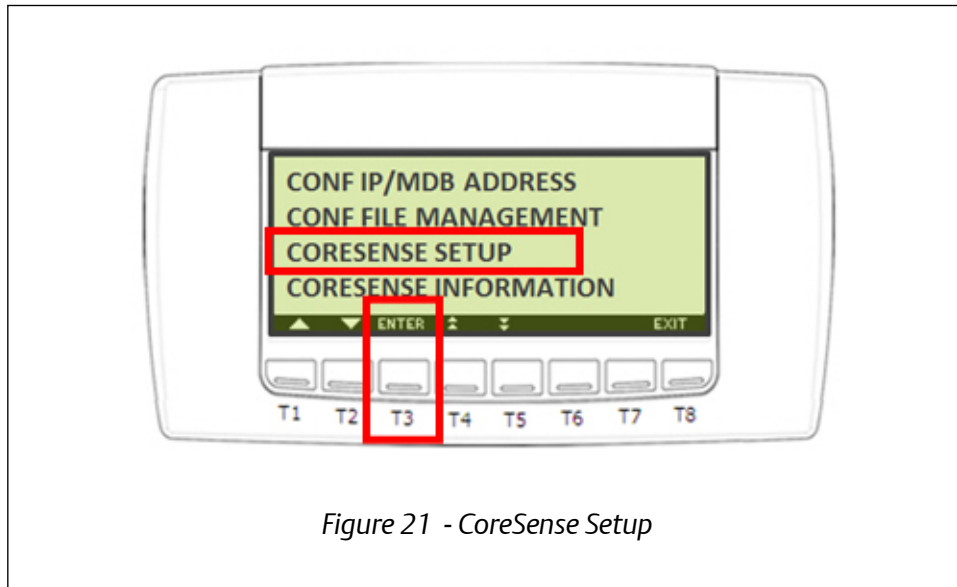 CONF IP/MDB ADDRESS
CONF FILE MANAGEMENT
CORESENSE SETUP
CORESENSE INFORMATION
ENTER EXIT
T1 T2 T3 T4 T5 T6 T7 T8
Figure 21 - CoreSense Setup